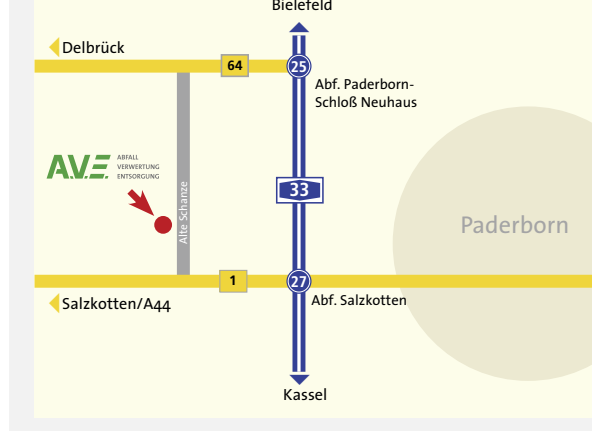 Bielefeld
Delbrück
64
25
Abf. Paderborn-
Schloß Neuhaus
A.V.E.
ABFALL
VERWERTUNG
ENTSORGUNG
Alte Schanze
33
Paderborn
1
27
Salzkotten/A44
Abf. Salzkotten
Kassel